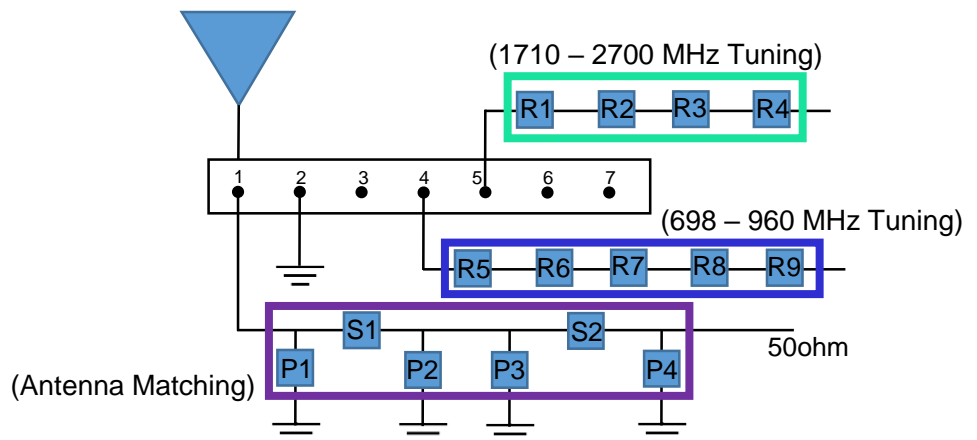 (1710 – 2700 MHz Tuning)
R1 R2 R3 R4
1 2 3 4 5 6 7
(698 – 960 MHz Tuning)
R5 R6 R7 R8 R9
S1 S2
50ohm
P1 P2 P3 P4
(Antenna Matching)